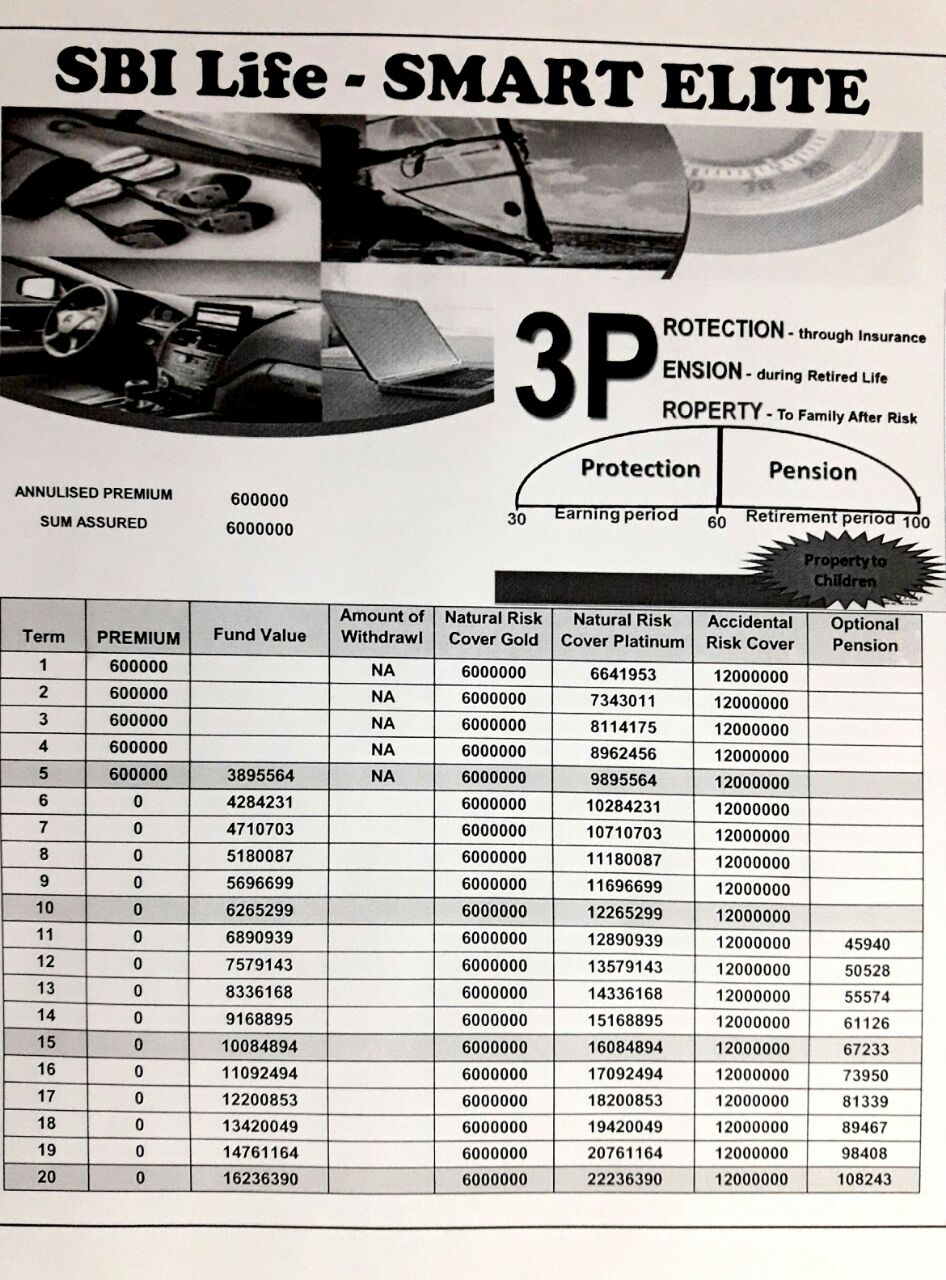 SBI Life - SMART ELITE
3P
ROTECTION - through Insurance
ENSION - during Retired Life
ROPERTY - To Family After Risk
Protection Pension
30 Earning period 60 Retirement period 100
Property to
Children
ANNULISED PREMIUM 600000
SUM ASSURED 6000000
Term PREMIUM Fund Value Amount of Withdrawl Natural Risk Cover Gold Natural Risk Cover Platinum Accidental Risk Cover Optional Pension
1 600000 NA 6000000 6641953 12000000
2 600000 NA 6000000 7343011 12000000
3 600000 NA 6000000 8114175 12000000
4 600000 NA 6000000 8962456 12000000
5 600000 3895564 NA 6000000 9895564 12000000
6 0 4284231 6000000 10284231 12000000
7 0 4710703 6000000 10710703 12000000
8 0 5180087 6000000 11180087 12000000
9 0 5696699 6000000 11696699 12000000
10 0 6265299 6000000 12265299 12000000
11 0 6890939 6000000 12890939 12000000 45940
12 0 7579143 6000000 13579143 12000000 50528
13 0 8336168 6000000 14336168 12000000 55574
14 0 9168895 6000000 15168895 12000000 61126
15 0 10084894 6000000 16084894 12000000 67233
16 0 11092494 6000000 17092494 12000000 73950
17 0 12200853 6000000 18200853 12000000 81339
18 0 13420049 6000000 19420049 12000000 89467
19 0 14761164 6000000 20761164 12000000 98408
20 0 16236390 6000000 22236390 12000000 108243